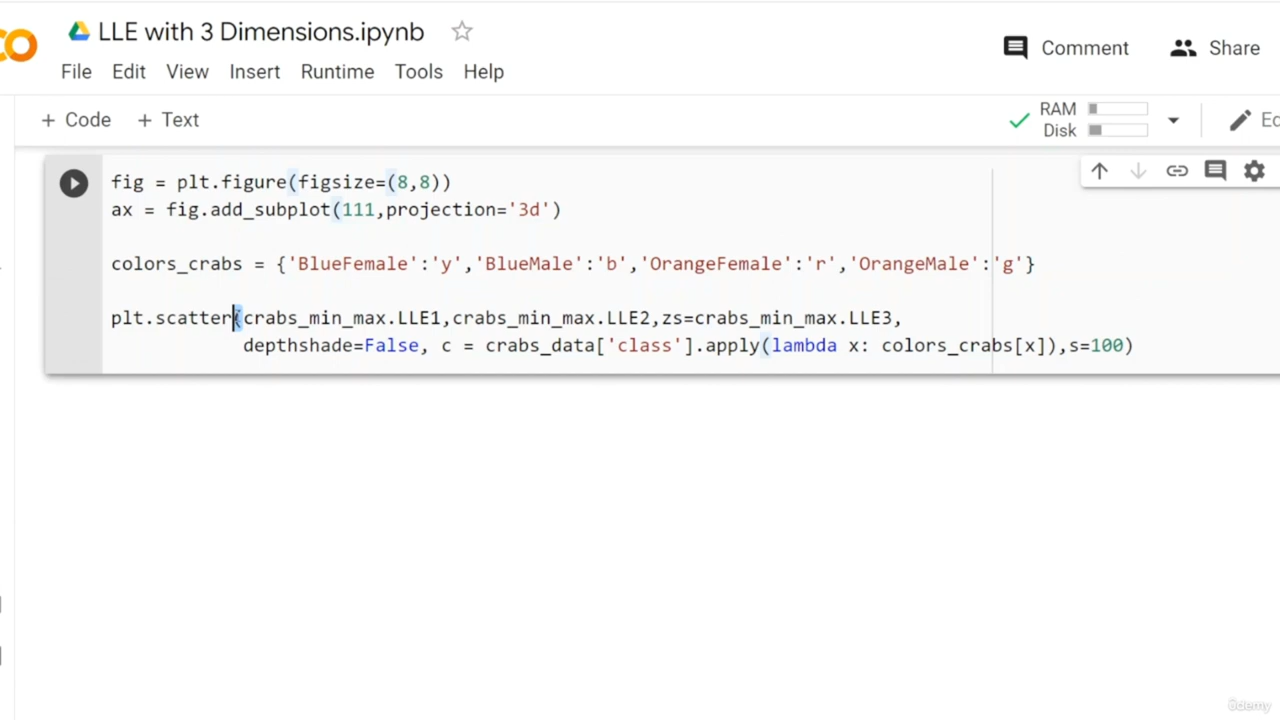 LLE with 3 Dimensions.ipynb
Comment Share
File Edit View Insert Runtime Tools Help
+ Code + Text
RAM
Disk
Ed
fig = plt.figure(figsize=(8,8))
ax = fig.add_subplot(111,projection='3d')
colors_crabs = {'BlueFemale':'y','BlueMale':'b','OrangeFemale':'r','OrangeMale':'g'}
plt.scatter(crabs_min_max.LLE1,crabs_min_max.LLE2,zs=crabs_min_max.LLE3,
depthshade=False, c = crabs_data['class'].apply(lambda x: colors_crabs[x]),s=100)
ûdemy